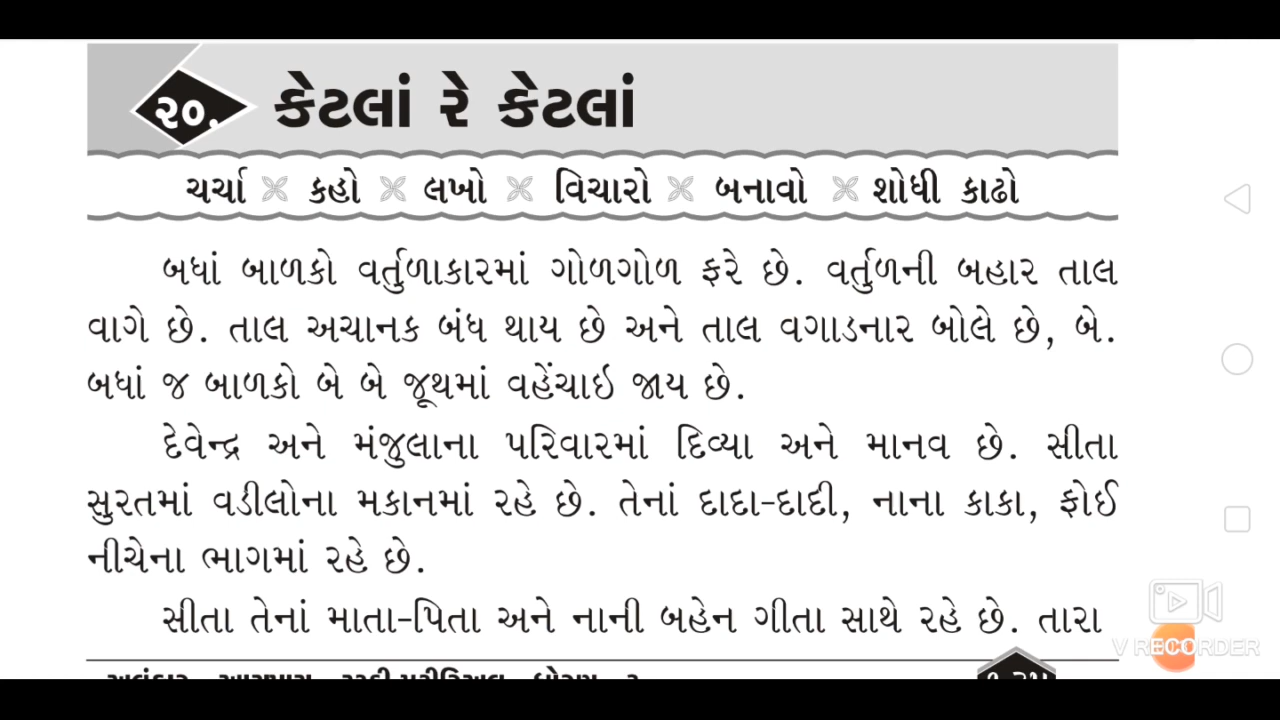 ૨૦. કેટલાં રે કેટલાં
ચર્ચા કહો લખો વિચારો બનાવો શોધી કાઢો
બધાં બાળકો વર્તુળાકારમાં ગોળગોળ ફરે છે. વર્તુળની બહાર તાલ
વાગે છે. તાલ અચાનક બંધ થાય છે અને તાલ વગાડનાર બોલે છે, બે.
બધાં જ બાળકો બે બે જૂથમાં વહેંચાઇ જાય છે.
દેવેન્દ્ર અને મંજુલાના પરિવારમાં દિવ્યા અને માનવ છે. સીતા
સુરતમાં વડીલોના મકાનમાં રહે છે. તેનાં દાદા-દાદી, નાના કાકા, ફોઈ
નીચેના ભાગમાં રહે છે.
સીતા તેનાં માતા-પિતા અને નાની બહેન ગીતા સાથે રહે છે. તારા
V RECORDER